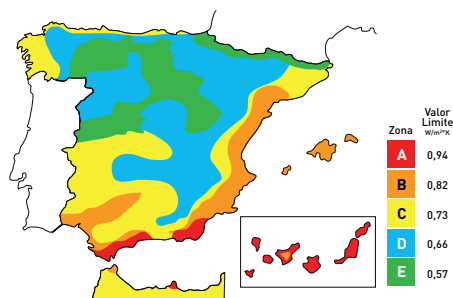 Zona
Valor
Límite
W/m²°K
A 0,94
B 0,82
C 0,73
D 0,66
E 0,57